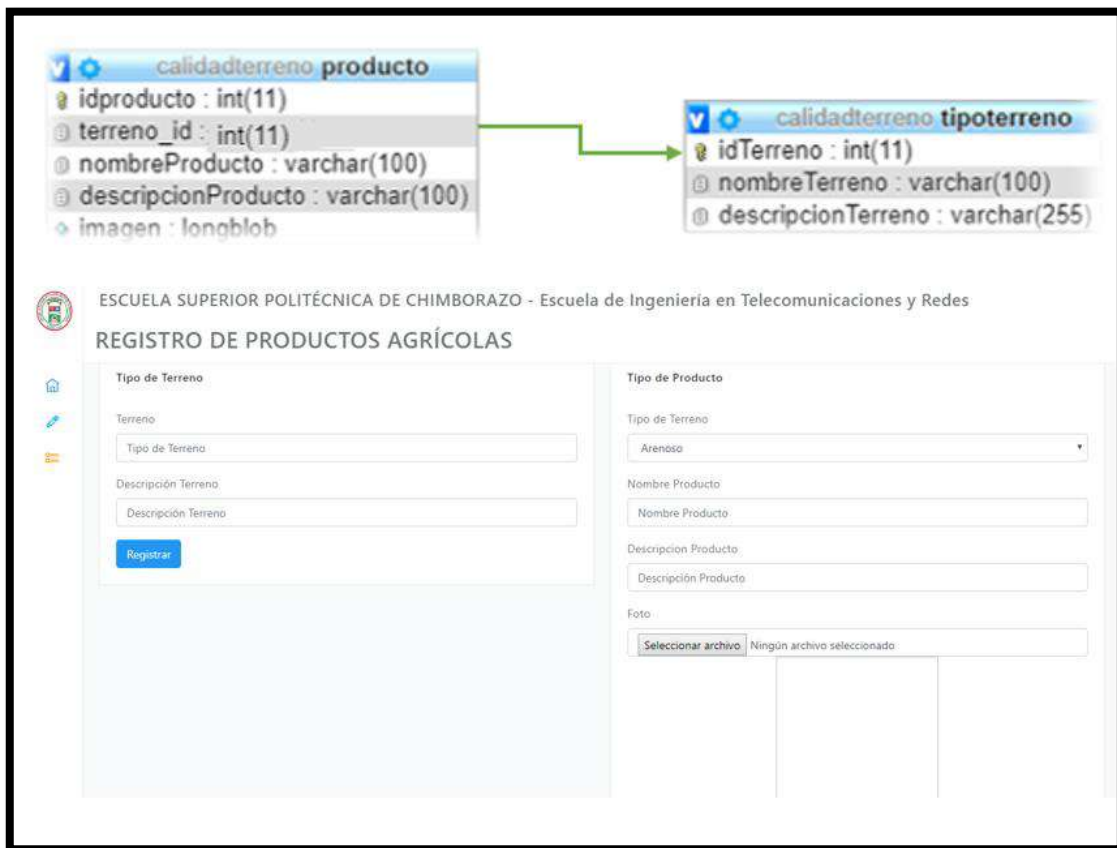 calidadterreno producto
idproducto : int(11)
terreno_id : int(11)
nombreProducto : varchar(100)
descripcionProducto : varchar(100)
imagen : longblob
calidadterreno tipoterreno
idTerreno : int(11)
nombreTerreno : varchar(100)
descripcionTerreno : varchar(255)
ESCUELA SUPERIOR POLITÉCNICA DE CHIMBORAZO - Escuela de Ingeniería en Telecomunicaciones y Redes
REGISTRO DE PRODUCTOS AGRÍCOLAS
Tipo de Terreno
Terreno
Tipo de Terreno
Descripción Terreno
Descripción Terreno
Registrar
Tipo de Producto
Tipo de Terreno
Arenoso
Nombre Producto
Nombre Producto
Descripcion Producto
Descripción Producto
Foto
Seleccionar archivo Ningún archivo seleccionado